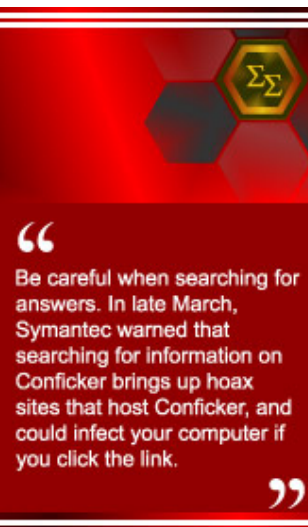 ΣΣ
“
Be careful when searching for
answers. In late March,
Symantec warned that
searching for information on
Conficker brings up hoax
sites that host Conficker, and
could infect your computer if
you click the link.
”